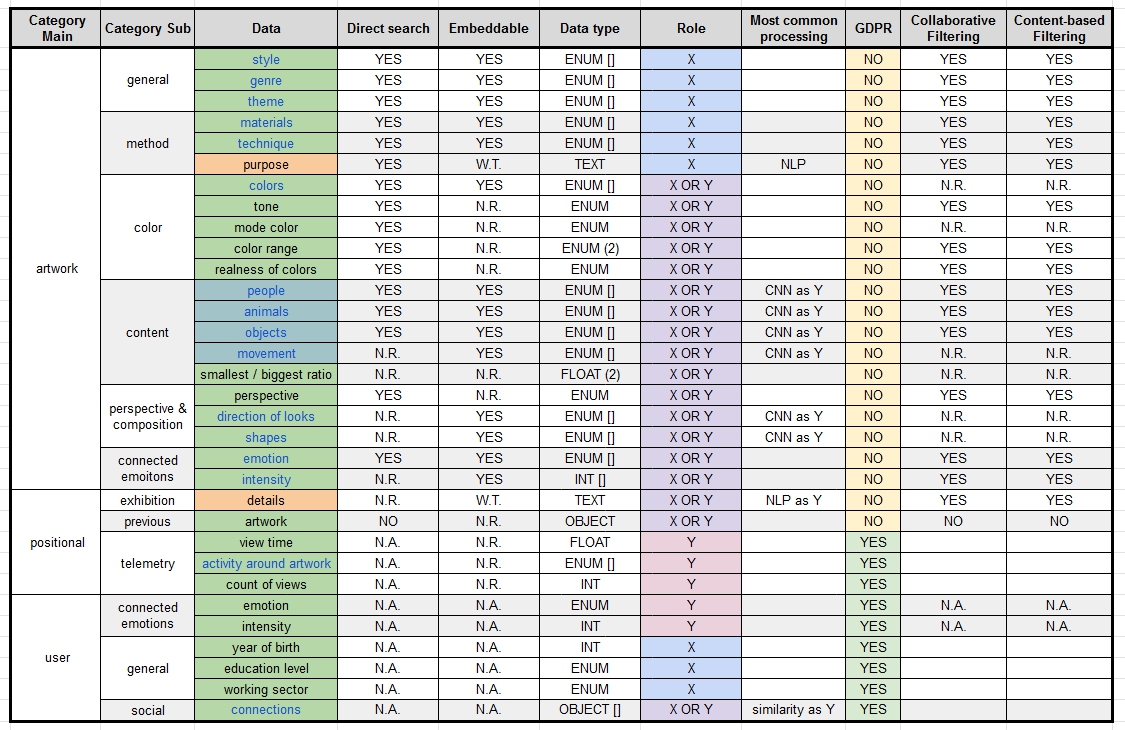 Category Main Category Sub Data Direct search Embeddable Data type Role Most common processing GDPR Collaborative Filtering Content-based Filtering
artwork general style YES YES ENUM [] X NO YES YES
genre YES YES ENUM [] X NO YES YES
theme YES YES ENUM [] X NO YES YES
method materials YES YES ENUM [] X NO YES YES
technique YES YES ENUM [] X NO YES YES
purpose YES W.T. TEXT X NLP NO YES YES
color colors YES YES ENUM [] X OR Y NO N.R. N.R.
tone YES N.R. ENUM X OR Y NO YES YES
mode color YES N.R. ENUM X OR Y NO N.R. N.R.
color range YES N.R. ENUM (2) X OR Y NO YES YES
realness of colors YES N.R. ENUM X OR Y NO YES YES
content people YES YES ENUM [] X OR Y CNN as Y NO YES YES
animals YES YES ENUM [] X OR Y CNN as Y NO YES YES
objects YES YES ENUM [] X OR Y CNN as Y NO YES YES
movement N.R. YES ENUM [] X OR Y CNN as Y NO N.R. N.R.
smallest / biggest ratio N.R. N.R. FLOAT (2) X OR Y NO N.R. N.R.
perspective & composition perspective YES N.R. ENUM X OR Y NO YES YES
direction of looks N.R. YES ENUM [] X OR Y CNN as Y NO N.R. N.R.
shapes N.R. YES ENUM [] X OR Y CNN as Y NO N.R. N.R.
connected emoitons emotion YES YES ENUM [] X OR Y NO YES YES
intensity N.R. YES INT [] X OR Y NO YES YES
positional exhibition details N.R. W.T. TEXT X OR Y NLP as Y NO YES YES
previous artwork NO N.R. OBJECT X OR Y NO NO NO
telemetry view time N.A. N.R. FLOAT Y YES
activity around artwork N.A. N.R. ENUM [] Y YES
count of views N.A. N.R. INT Y YES
user connected emotions emotion N.A. N.A. ENUM Y YES N.A. N.A.
intensity N.A. N.A. INT Y YES N.A. N.A.
general year of birth N.A. N.A. INT X YES
education level N.A. N.A. ENUM X YES
working sector N.A. N.A. ENUM X YES
social connections N.A. N.A. OBJECT [] X OR Y similarity as Y YES